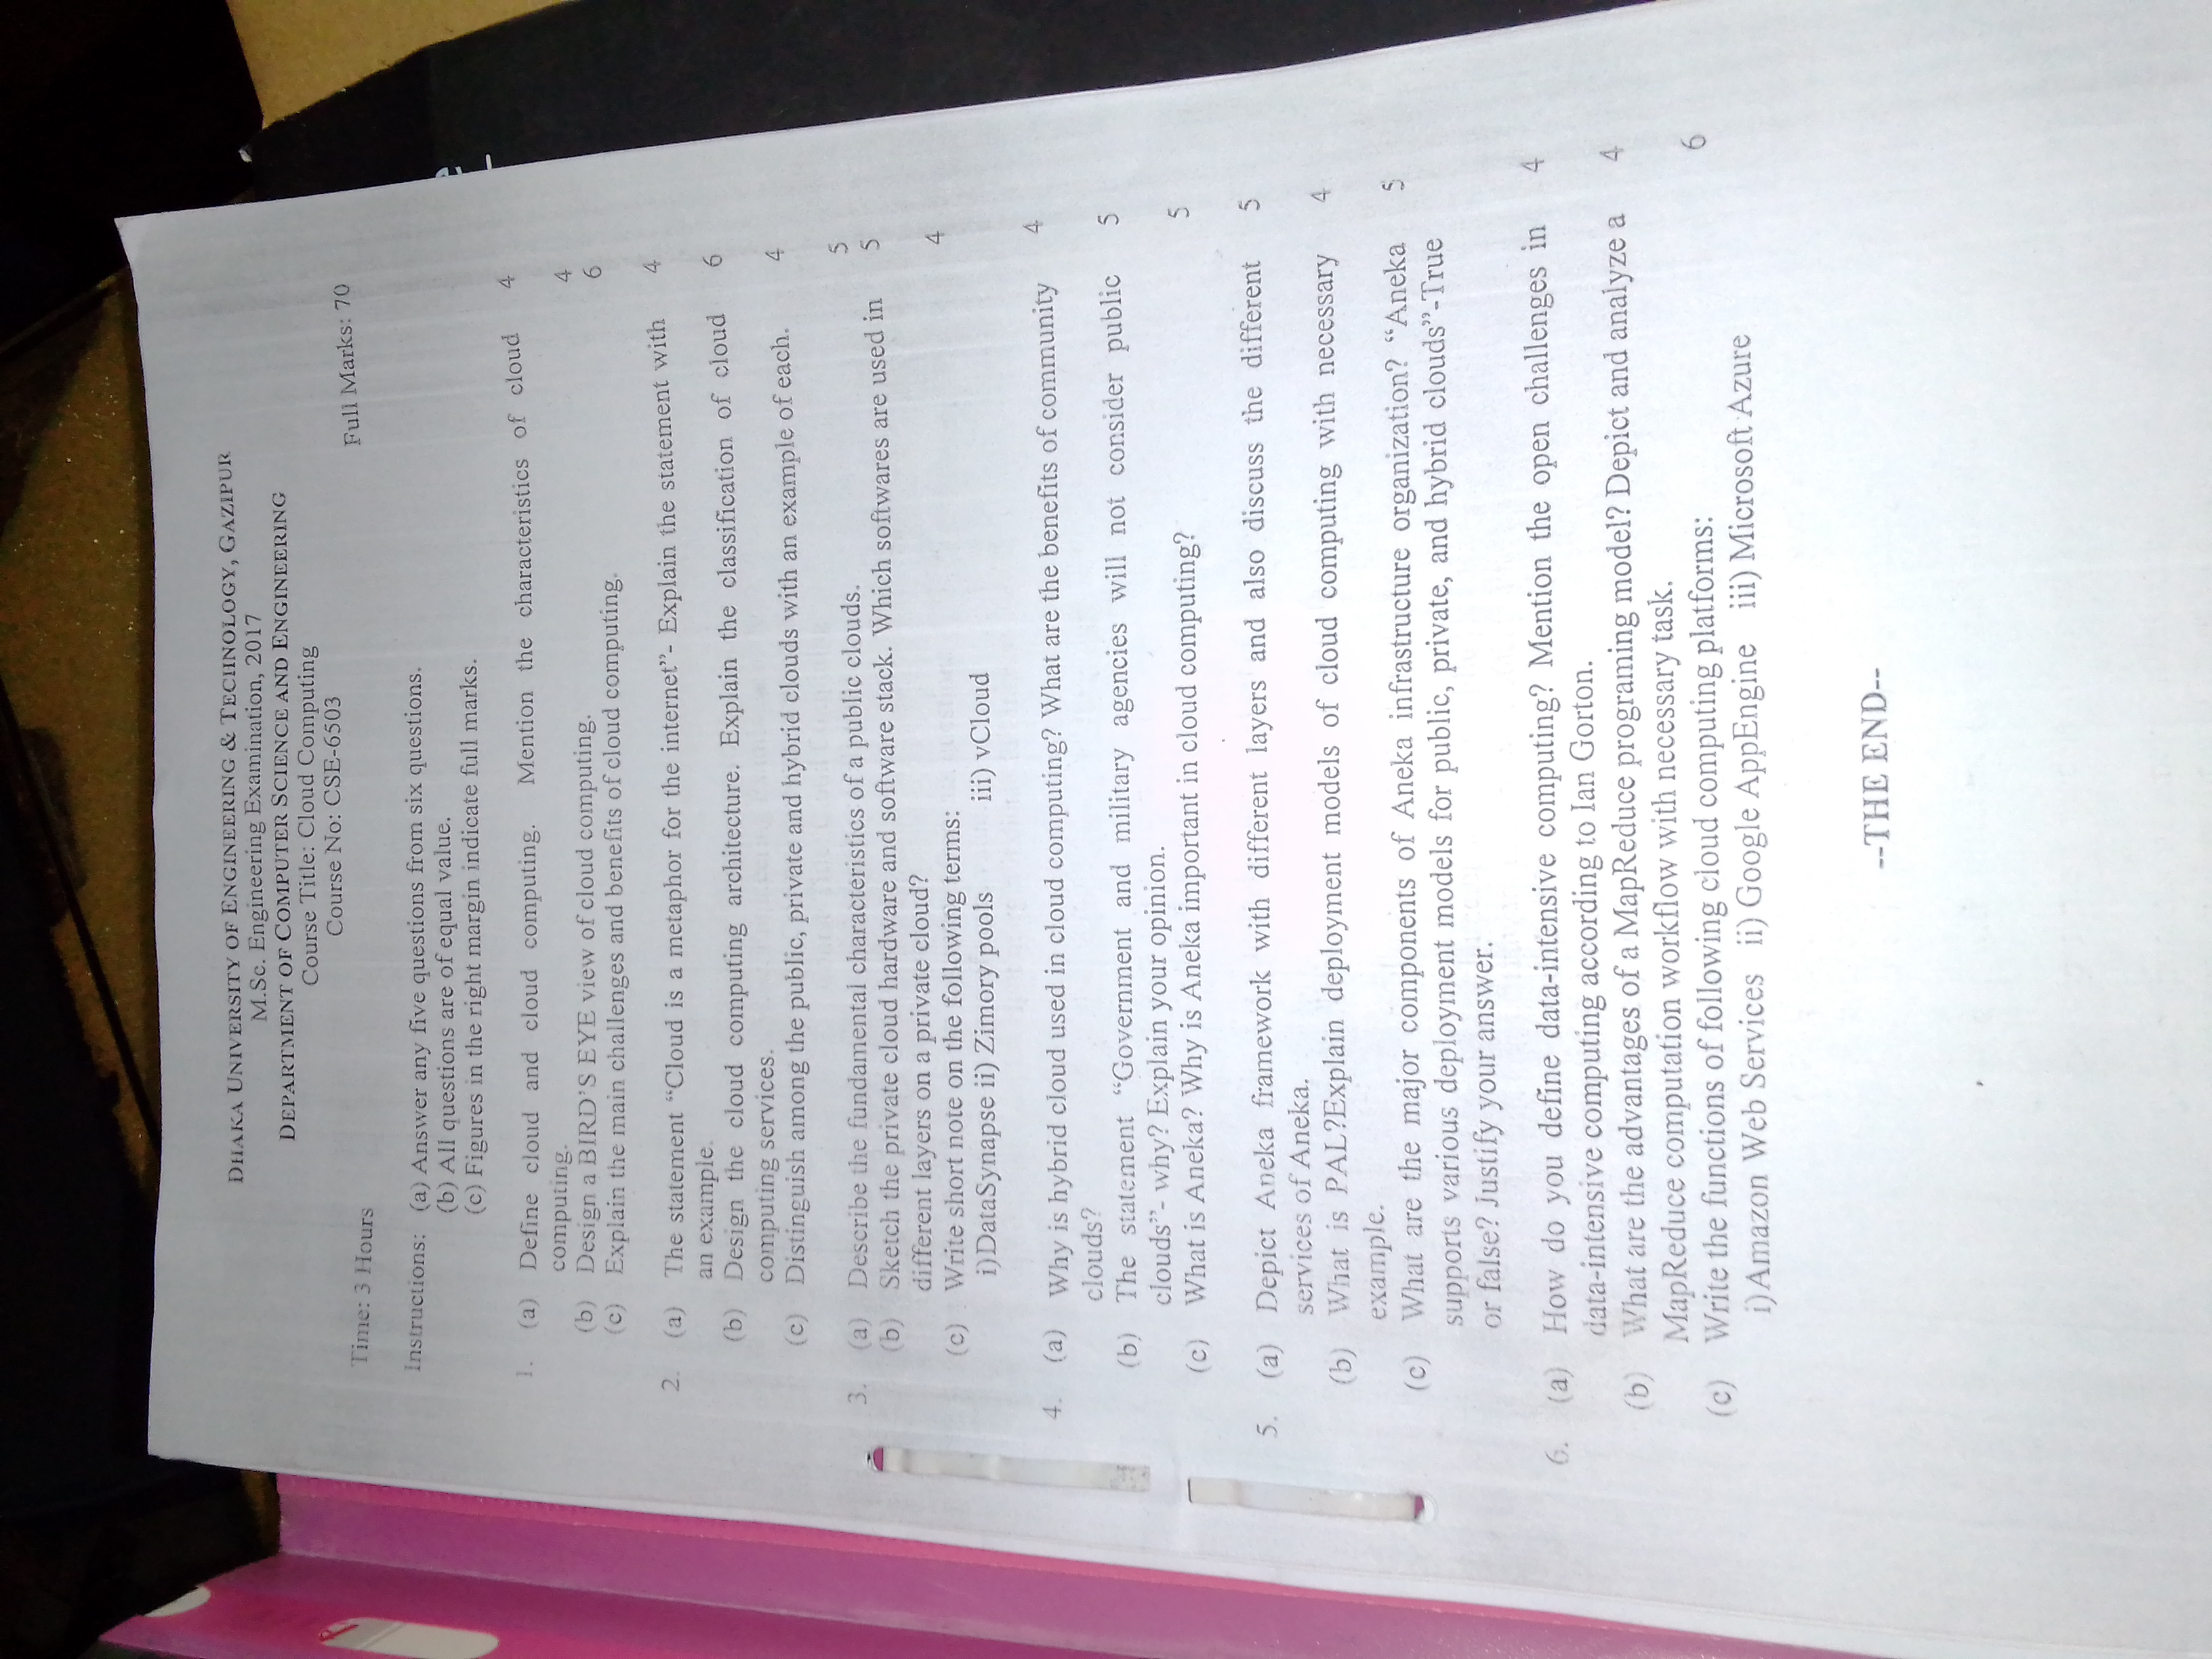 DHAKA UNIVERSITY OF ENGINEERING & TECHNOLOGY, GAZIPUR
M.Sc. Engineering Examination, 2017
DEPARTMENT OF COMPUTER SCIENCE AND ENGINEERING
Course Title: Cloud Computing
Course No: CSE-6503
Time: 3 Hours Full Marks: 70
Instructions: (a) Answer any five questions from six questions.
(b) All questions are of equal value.
(c) Figures in the right margin indicate full marks.
1. (a) Define cloud and cloud computing. Mention the characteristics of cloud 4
computing.
(b) Design a BIRD'S EYE view of cloud computing. 4
(c) Explain the main challenges and benefits of cloud computing. 6
2. (a) The statement “Cloud is a metaphor for the internet”- Explain the statement with 4
an example.
(b) Design the cloud computing architecture. Explain the classification of cloud 6
computing services.
(c) Distinguish among the public, private and hybrid clouds with an example of each. 4
3. (a) Describe the fundamental characteristics of a public clouds. 5
(b) Sketch the private cloud hardware and software stack. Which softwares are used in 5
different layers on a private cloud?
(c) Write short note on the following terms: 4
i)DataSynapse ii) Zimory pools iii) vCloud
4. (a) Why is hybrid cloud used in cloud computing? What are the benefits of community 4
clouds?
(b) The statement “Government and military agencies will not consider public 5
clouds”- why? Explain your opinion.
(c) What is Aneka? Why is Aneka important in cloud computing? 5
5. (a) Depict Aneka framework with different layers and also discuss the different 5
services of Aneka.
(b) What is PAL?Explain deployment models of cloud computing with necessary 4
example.
(c) What are the major components of Aneka infrastructure organization? “Aneka 5
supports various deployment models for public, private, and hybrid clouds”-True
or false? Justify your answer.
6. (a) How do you define data-intensive computing? Mention the open challenges in 4
data-intensive computing according to Ian Gorton.
(b) What are the advantages of a MapReduce programing model? Depict and analyze a 4
MapReduce computation workflow with necessary task.
(c) Write the functions of following cloud computing platforms: 6
i)Amazon Web Services ii) Google AppEngine iii) Microsoft Azure
--THE END--